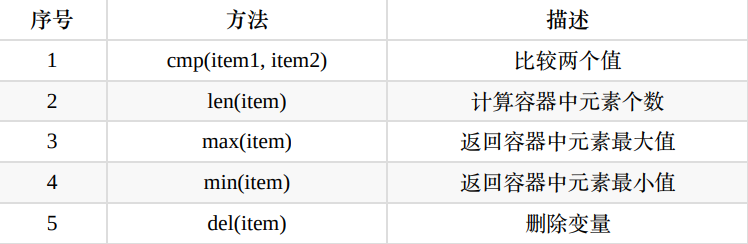 序号 方法 描述
1 cmp(item1, item2) 比较两个值
2 len(item) 计算容器中元素个数
3 max(item) 返回容器中元素最大值
4 min(item) 返回容器中元素最小值
5 del(item) 删除变量